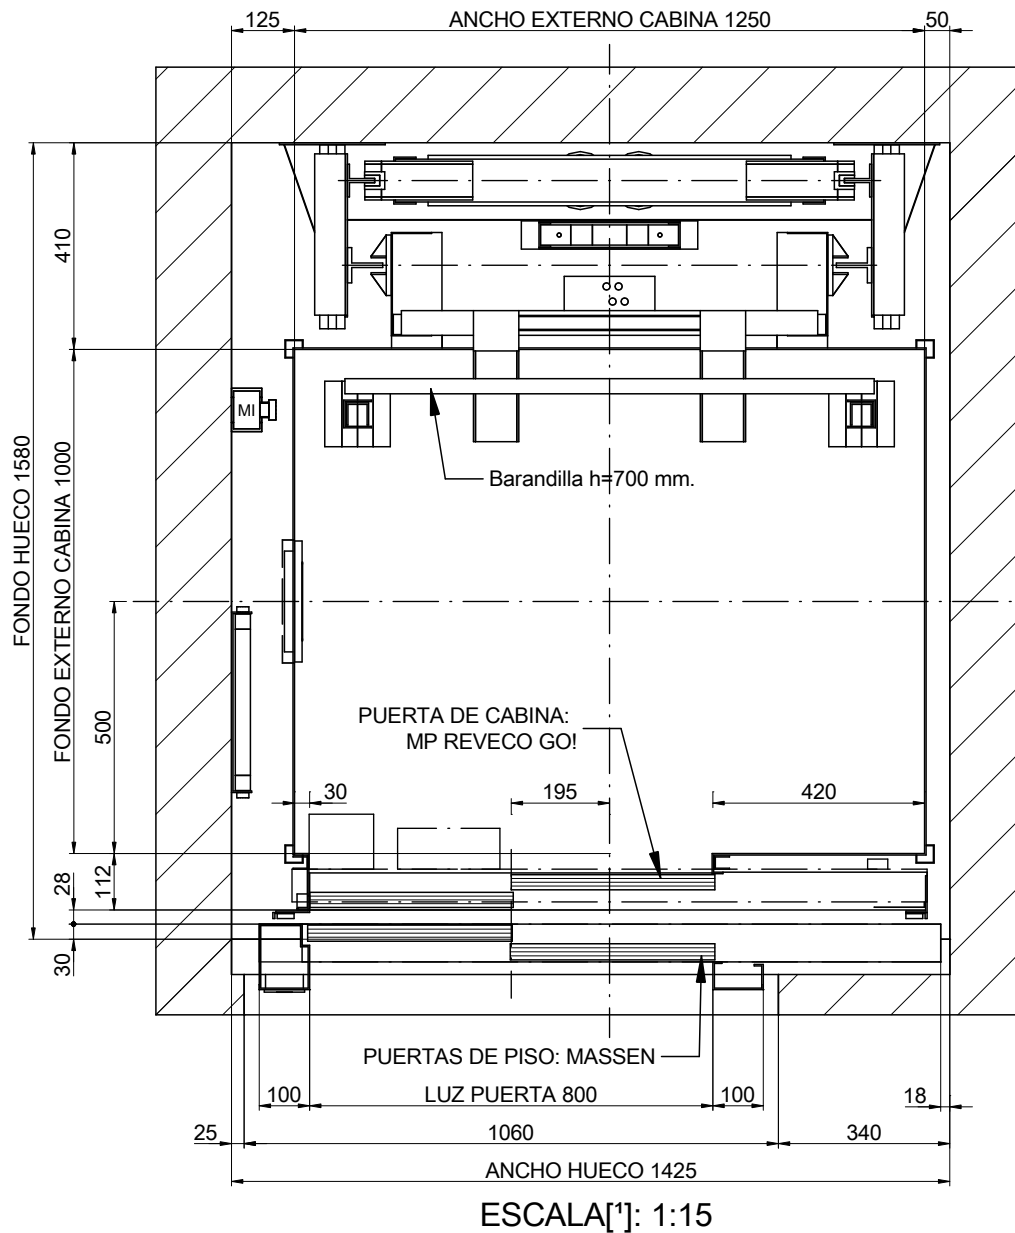 125
ANCHO EXTERNO CABINA 1250
50
410
FONDO HUECO 1580
FONDO EXTERNO CABINA 1000
MI
Barandilla h=700 mm.
500
PUERTA DE CABINA:
MP REVECO GO!
30
195
420
112
28
30
PUERTAS DE PISO: MASSEN
100
LUZ PUERTA 800
100
18
25
1060
340
ANCHO HUECO 1425
ESCALA[¹]: 1:15